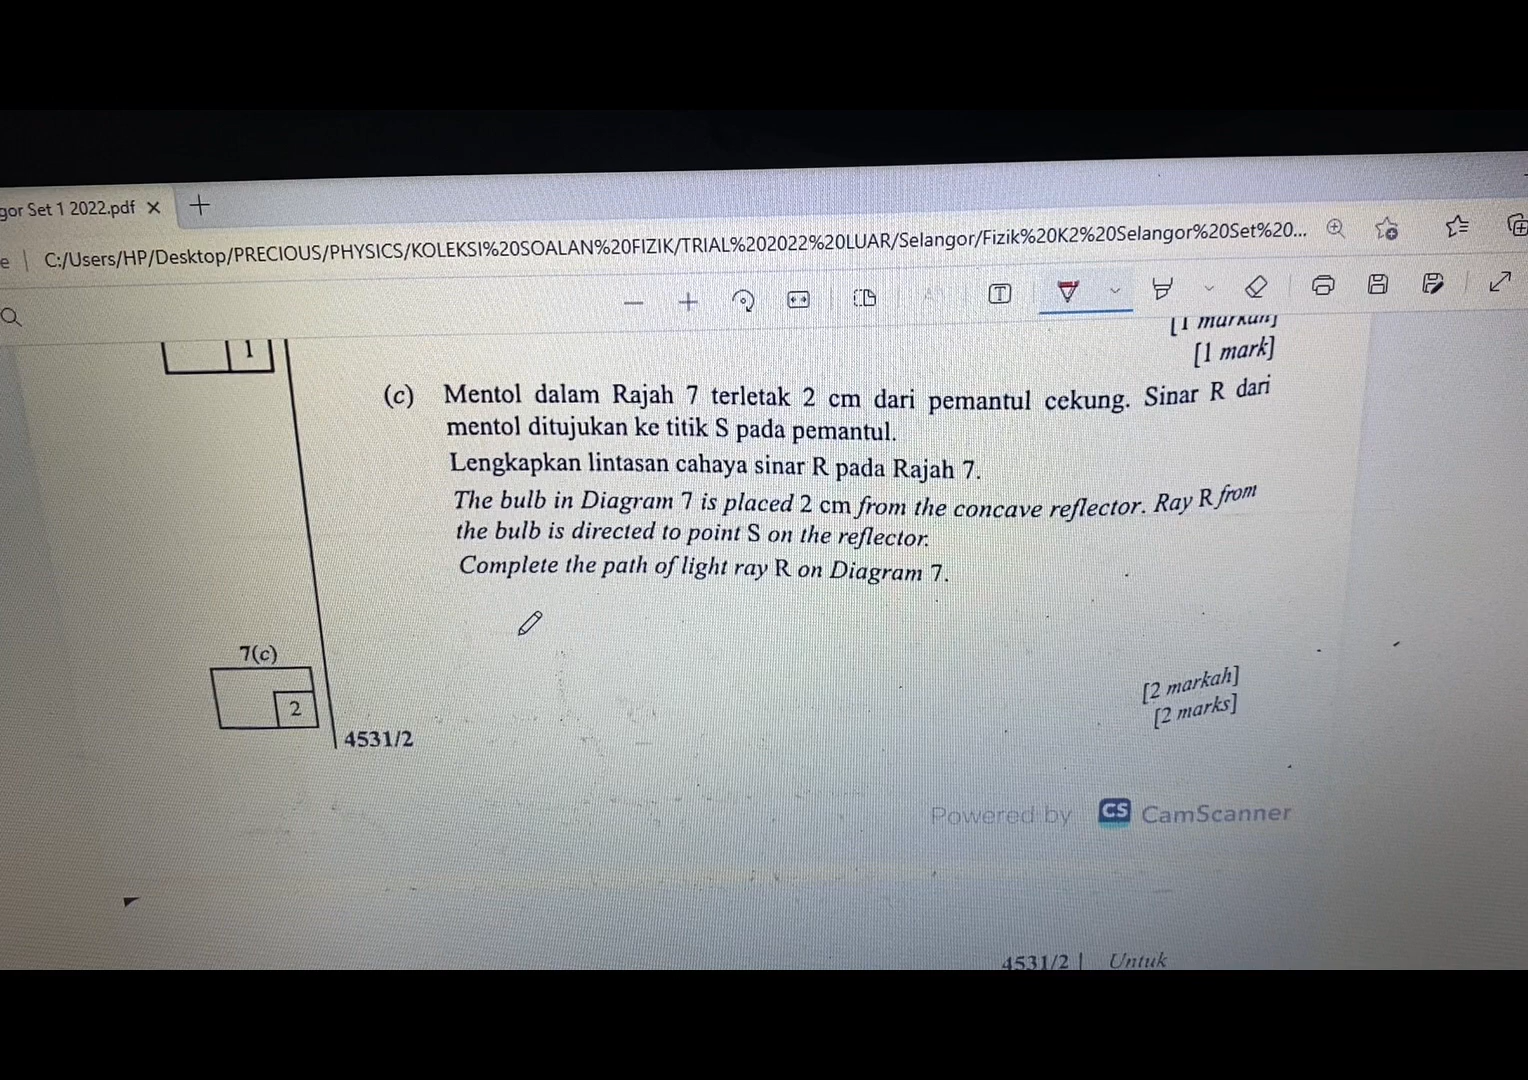 gor Set 1 2022.pdf
C:/Users/HP/Desktop/PRECIOUS/PHYSICS/KOLEKSI%20SOALAN%20FIZIK/TRIAL%202022%20LUAR/Selangor/Fizik%20K2%20Selangor%20Set%20...
[1 markah]
1
[1 mark]
(c) Mentol dalam Rajah 7 terletak 2 cm dari pemantul cekung. Sinar R dari
mentol ditujukan ke titik S pada pemantul.
Lengkapkan lintasan cahaya sinar R pada Rajah 7.
The bulb in Diagram 7 is placed 2 cm from the concave reflector. Ray R from
the bulb is directed to point S on the reflector.
Complete the path of light ray R on Diagram 7.
7(c)
2
[2 markah]
[2 marks]
4531/2
Powered by CS CamScanner
4531/2 | Untuk